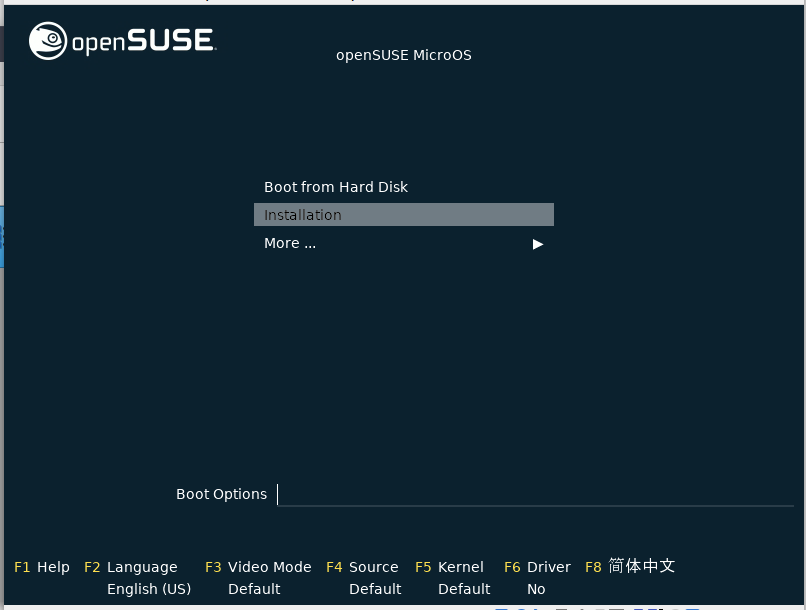 openSUSE
openSUSE MicroOS
Boot from Hard Disk
Installation
More ...
Boot Options
F1 Help F2 Language F3 Video Mode F4 Source F5 Kernel F6 Driver F8 简体中文
English (US) Default Default Default No